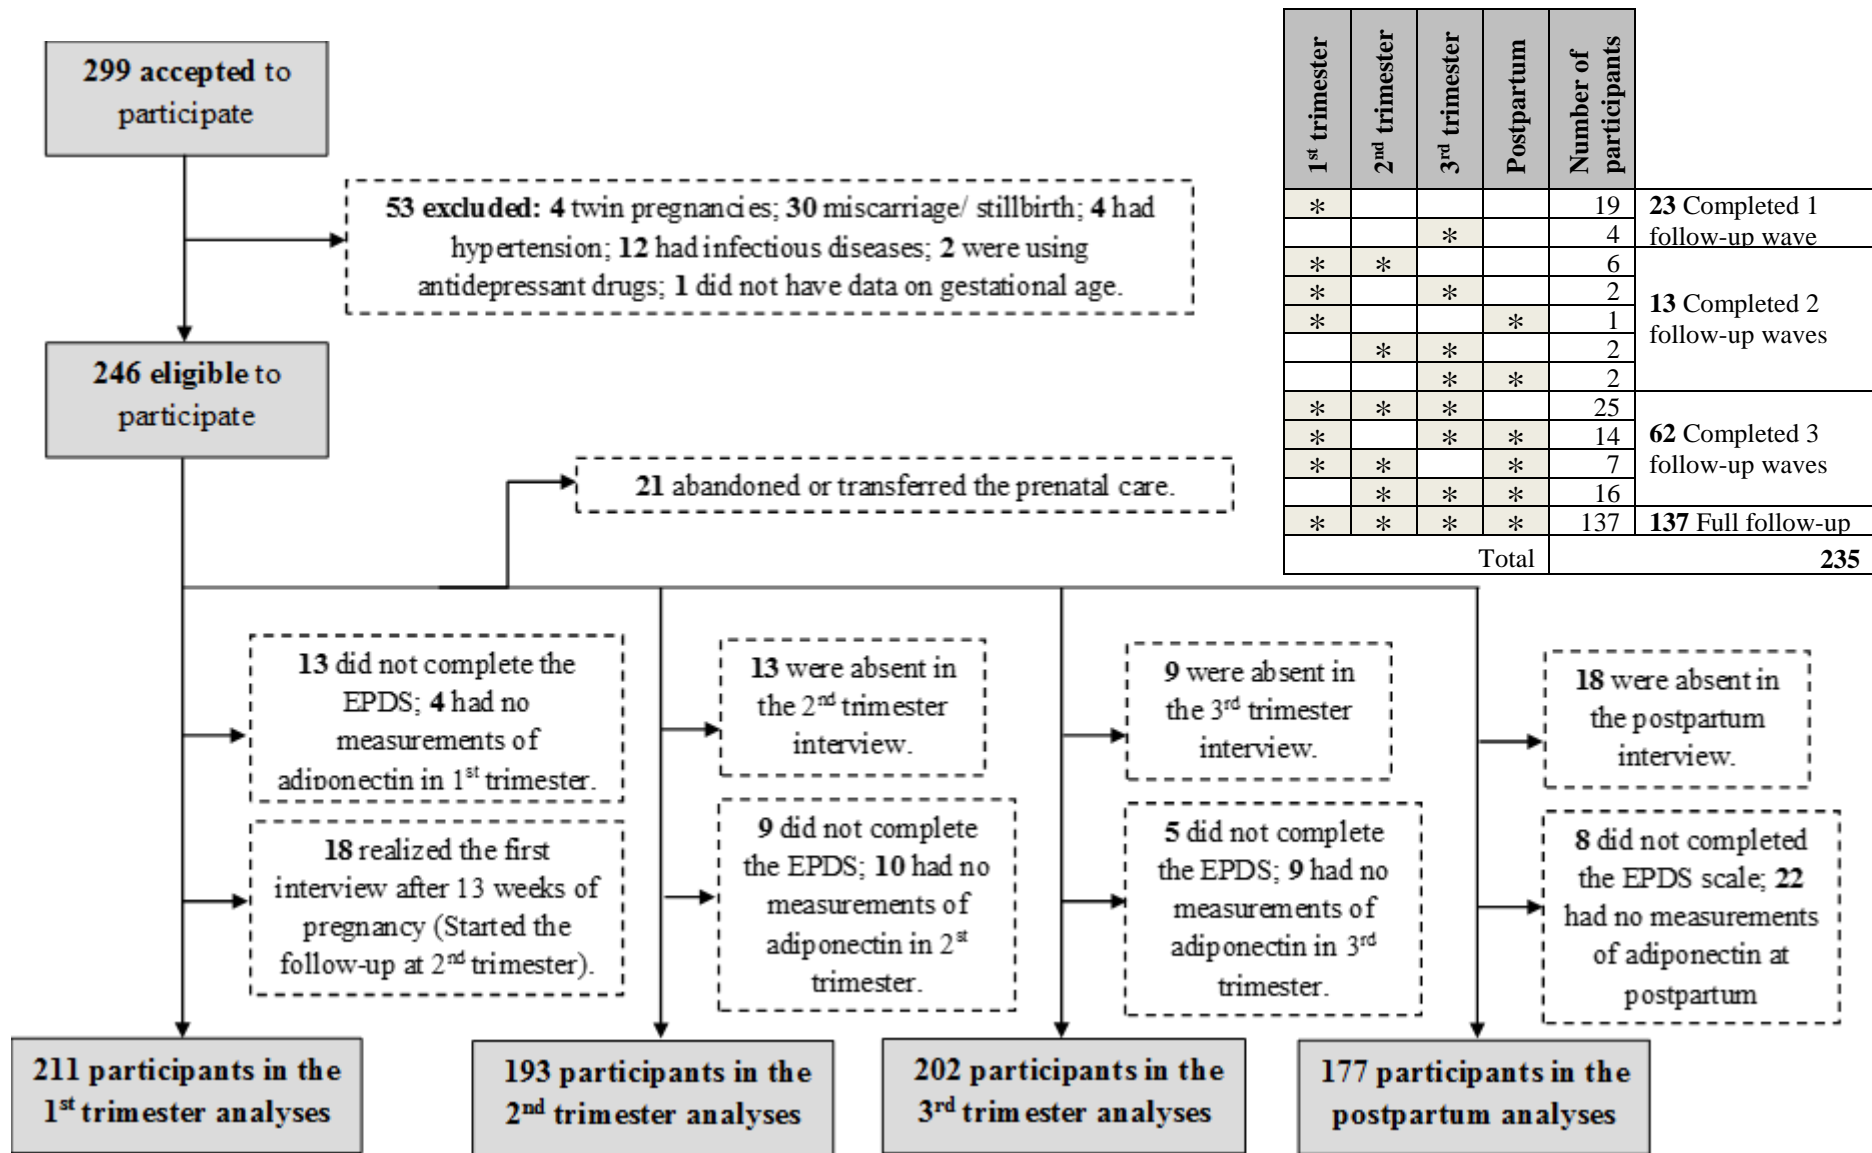 299 accepted to
participate
53 excluded: 4 twin pregnancies; 30 miscarriage/ stillbirth; 4 had
hypertension; 12 had infectious diseases; 2 were using
antidepressant drugs; 1 did not have data on gestational age.
246 eligible to
participate
21 abandoned or transferred the prenatal care.
1st trimester
2nd trimester
3rd trimester
Postpartum
Number of
participants
* 19
* 4
23 Completed 1
follow-up wave
* * 6
* * 2
* * 1
* * 2
* * 2
13 Completed 2
follow-up waves
* * * 25
* * * 14
* * * 7
* * * 16
62 Completed 3
follow-up waves
* * * * 137 137 Full follow-up
Total 235
13 did not complete the
EPDS; 4 had no
measurements of
adiponectin in 1st trimester.
18 realized the first
interview after 13 weeks of
pregnancy (Started the
follow-up at 2nd trimester).
13 were absent in
the 2nd trimester
interview.
9 did not complete
the EPDS; 10 had no
measurements of
adiponectin in 2st
trimester.
9 were absent in
the 3rd trimester
interview.
5 did not complete
the EPDS; 9 had no
measurements of
adiponectin in 3rd
trimester.
18 were absent in
the postpartum
interview.
8 did not completed
the EPDS scale; 22
had no measurements
of adiponectin at
postpartum
211 participants in the
1st trimester analyses
193 participants in the
2nd trimester analyses
202 participants in the
3rd trimester analyses
177 participants in the
postpartum analyses